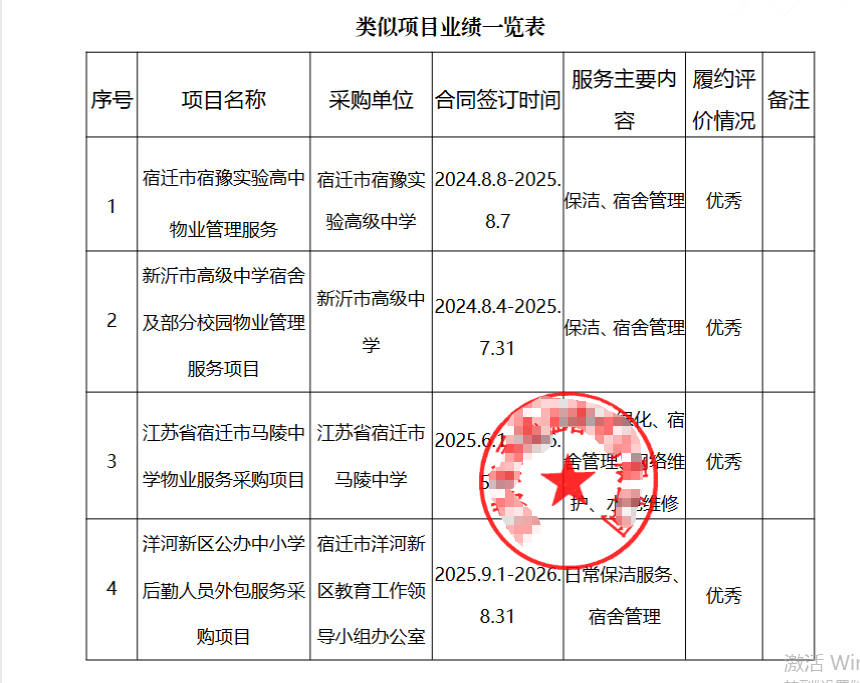 类似项目业绩一览表
序号 项目名称 采购单位 合同签订时间 服务主要内容 履约评价情况 备注
1 宿迁市宿豫实验高中物业管理服务 宿迁市宿豫实验高级中学 2024.8.8-2025.8.7 保洁、宿舍管理 优秀
2 新沂市高级中学宿舍及部分校园物业管理服务项目 新沂市高级中学 2024.8.4-2025.7.31 保洁、宿舍管理 优秀
3 江苏省宿迁市马陵中学物业服务采购项目 江苏省宿迁市马陵中学 2025.6.1 化、宿舍管理、网络维护、水 维修 优秀
4 洋河新区公办中小学后勤人员外包服务采购项目 宿迁市洋河新区教育工作领导小组办公室 2025.9.1-2026.8.31 日常保洁服务、宿舍管理 优秀
激活 Win